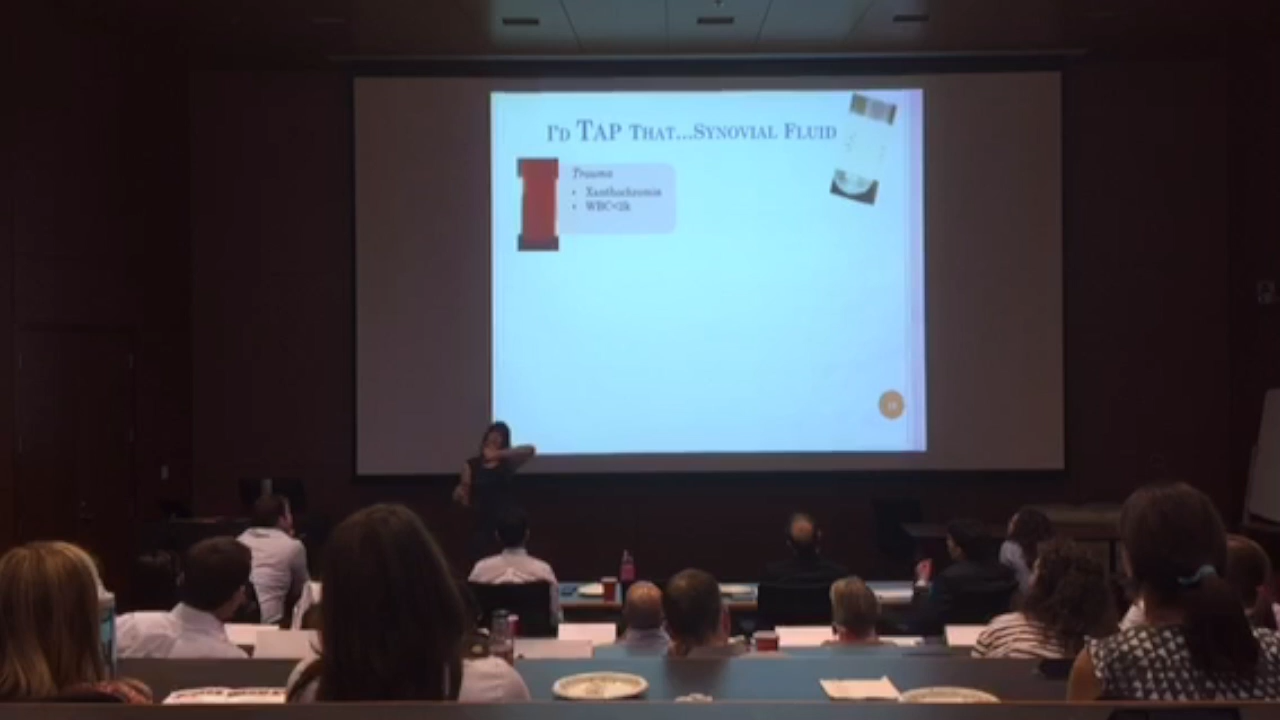 I'D TAP THAT...SYNOVIAL FLUID
Trauma
• Xanthochromia
• WBC<2k